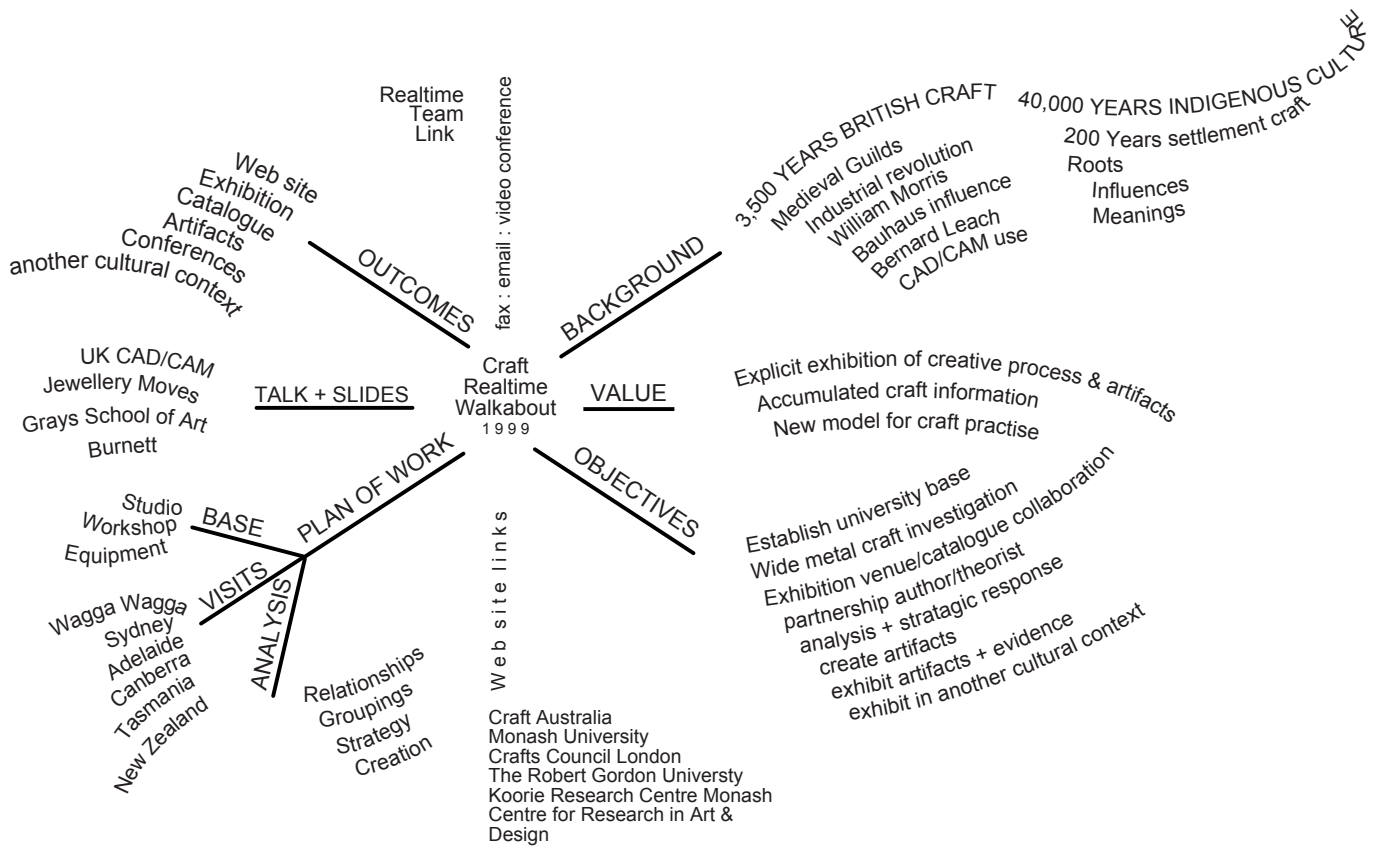 Craft
Realtime
Walkabout
1999
fax : email : video conference
Realtime
Team
Link
BACKGROUND
3,500 YEARS BRITISH CRAFT
Medieval Guilds
Industrial revolution
William Morris
Bauhaus influence
Bernard Leach
CAD/CAM use
40,000 YEARS INDIGENOUS CULTURE
200 Years settlement craft
Roots
Influences
Meanings
VALUE
Explicit exhibition of creative process & artifacts
Accumulated craft information
New model for craft practise
OBJECTIVES
Establish university base
Wide metal craft investigation
Exhibition venue/catalogue collaboration
partnership author/theorist
analysis + stratagic response
create artifacts
exhibit artifacts + evidence
exhibit in another cultural context
Web site links
Craft Australia
Monash University
Crafts Council London
The Robert Gordon Universty
Koorie Research Centre Monash
Centre for Research in Art &
Design
PLAN OF WORK
BASE
Studio
Workshop
Equipment
VISITS
Wagga Wagga
Sydney
Adelaide
Canberra
Tasmania
New Zealand
ANALYSIS
Relationships
Groupings
Strategy
Creation
TALK + SLIDES
UK CAD/CAM
Jewellery Moves
Grays School of Art
Burnett
OUTCOMES
Web site
Exhibition
Catalogue
Artifacts
Conferences
another cultural context